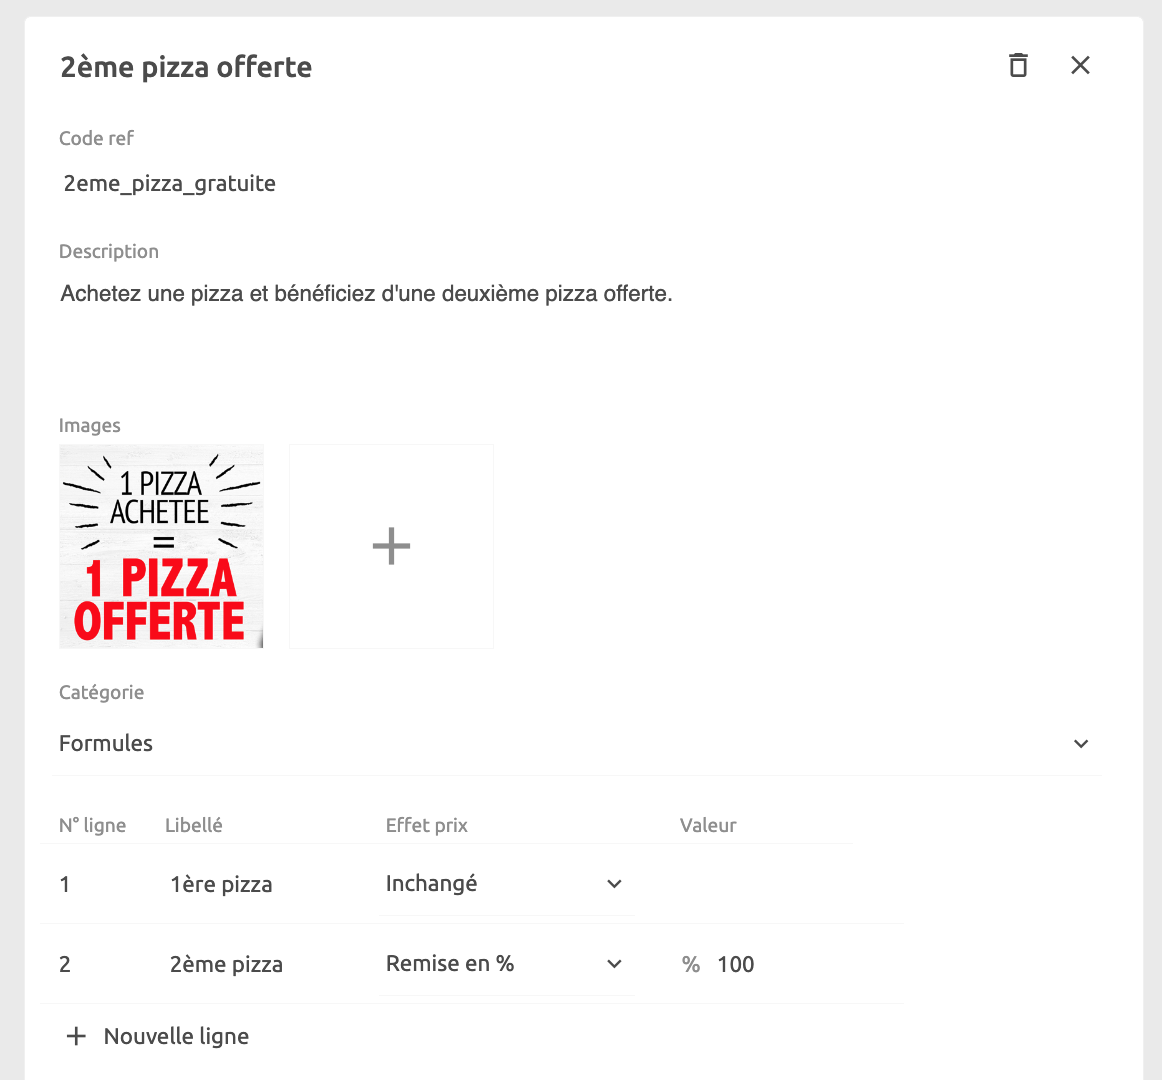 2ème pizza offerte
Code ref
2eme_pizza_gratuite
Description
Achetez une pizza et bénéficiez d'une deuxième pizza offerte.
Images
1 PIZZA
ACHETEE
=
1 PIZZA
OFFERTE
Catégorie
Formules
N° ligne Libellé Effet prix Valeur
1 1ère pizza Inchangé
2 2ème pizza Remise en % % 100
+ Nouvelle ligne